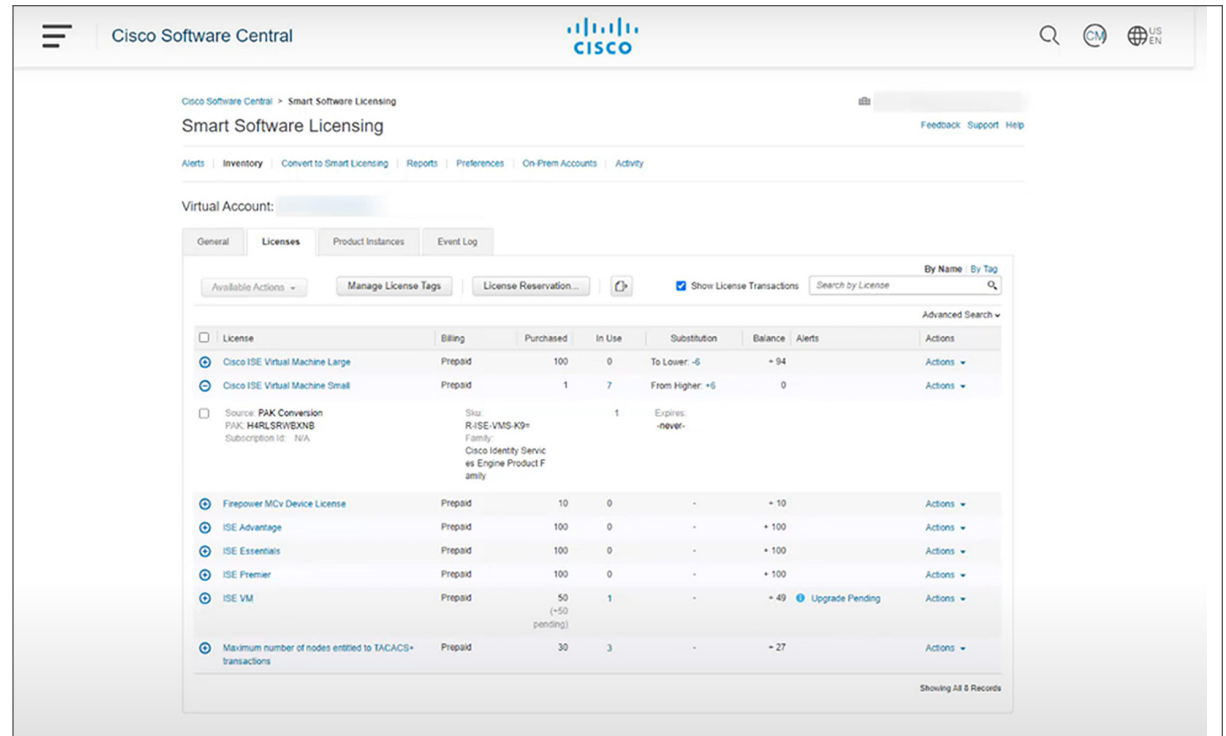 Cisco Software Central
CISCO
CM
US
EN
Cisco Software Central > Smart Software Licensing
Smart Software Licensing
Feedback Support Help
Alerts Inventory Convert to Smart Licensing Reports Preferences On-Prem Accounts Activity
Virtual Account:
General Licenses Product Instances Event Log
By Name By Tag
Available Actions Manage License Tags License Reservation... Show License Transactions Search by License
Advanced Search
License Billing Purchased In Use Substitution Balance Alerts Actions
Cisco ISE Virtual Machine Large Prepaid 100 0 To Lower: -6 + 94 Actions
Cisco ISE Virtual Machine Small Prepaid 1 7 From Higher: +6 0 Actions
Source: PAK Conversion Sku: 1 Expires:
PAK: H4RLSRWBXNB R-ISE-VMS-K9= -never-
Subscription Id: N/A Family:
Cisco Identity Servic
es Engine Product F
amily
Firepower MCv Device License Prepaid 10 0 - + 10 Actions
ISE Advantage Prepaid 100 0 - + 100 Actions
ISE Essentials Prepaid 100 0 - + 100 Actions
ISE Premier Prepaid 100 0 - + 100 Actions
ISE VM Prepaid 50 1 - + 49 Upgrade Pending Actions
(+50
pending)
Maximum number of nodes entitled to TACACS+ Prepaid 30 3 - + 27 Actions
transactions
Showing All 8 Records